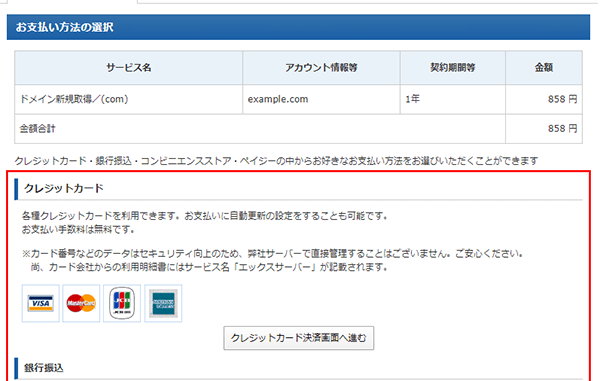 お支払い方法の選択
サービス名 アカウント情報等 契約期間等 金額
ドメイン新規取得／(com) example.com 1年 858 円
金額合計 858 円
クレジットカード・銀行振込・コンビニエンスストア・ペイジーの中からお好きなお支払い方法をお選びいただくことができます
クレジットカード
各種クレジットカードを利用できます。お支払いに自動更新の設定をすることも可能です。
お支払い手数料は無料です。
※カード番号などのデータはセキュリティ向上のため、弊社サーバーで直接管理することはございません。ご安心ください。
尚、カード会社からの利用明細書にはサービス名「エックスサーバー」が記載されます。
VISA MasterCard JCB
クレジットカード決済画面へ進む
銀行振込